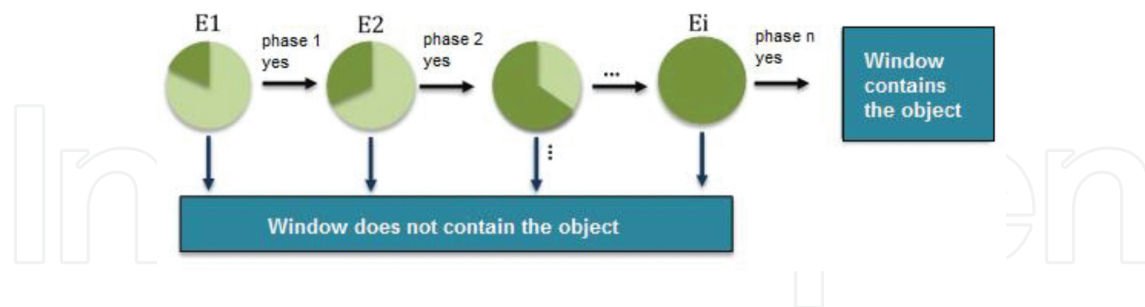 E1
phase 1
yes
E2
phase 2
yes
...
Ei
phase n
yes
Window
contains
the object
...
Window does not contain the object